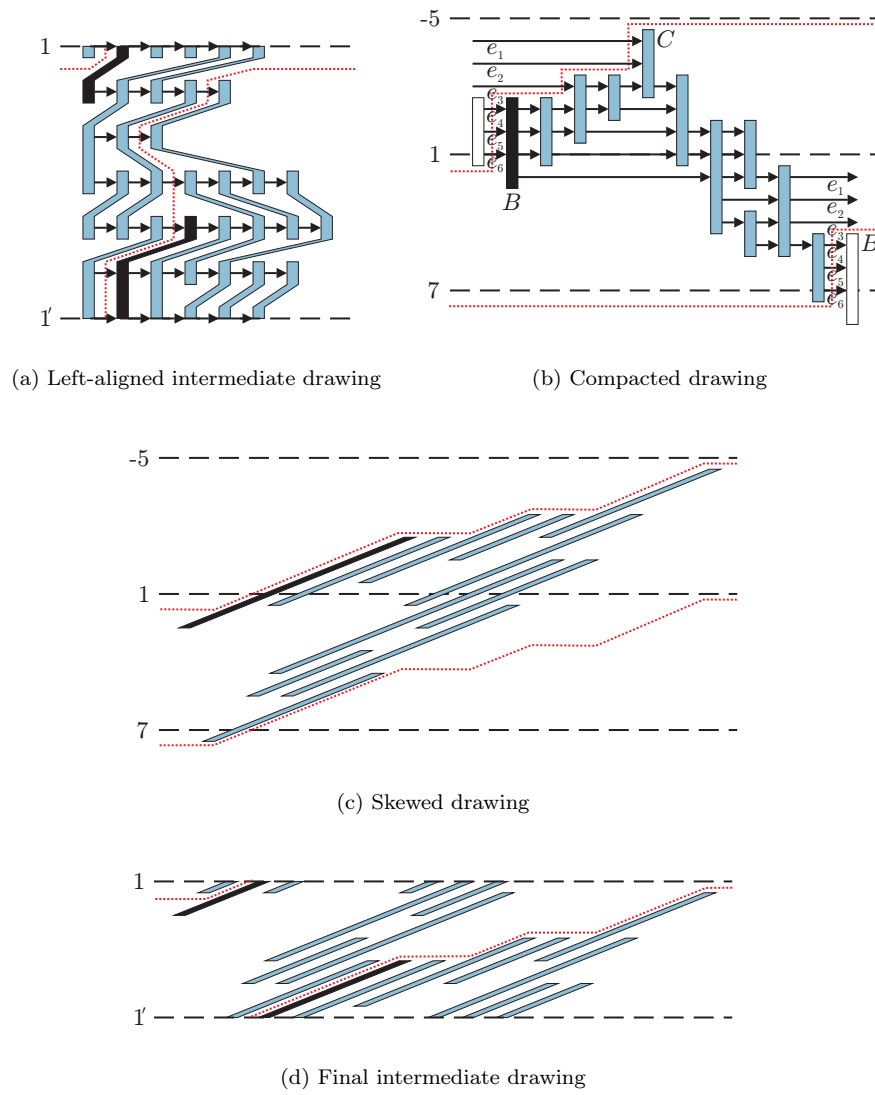 1
1′
(a) Left-aligned intermediate drawing
-5
C
e1
e2
e3
e4
e5
e6
1
B
e1
e2
e3
B
e4
e5
e6
7
(b) Compacted drawing
-5
1
7
(c) Skewed drawing
1
1′
(d) Final intermediate drawing